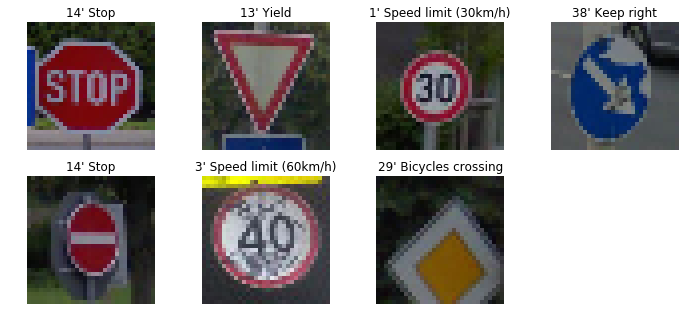 14' Stop
13' Yield
1' Speed limit (30km/h)
38' Keep right
STOP
30
14' Stop
3' Speed limit (60km/h)
29' Bicycles crossing
40